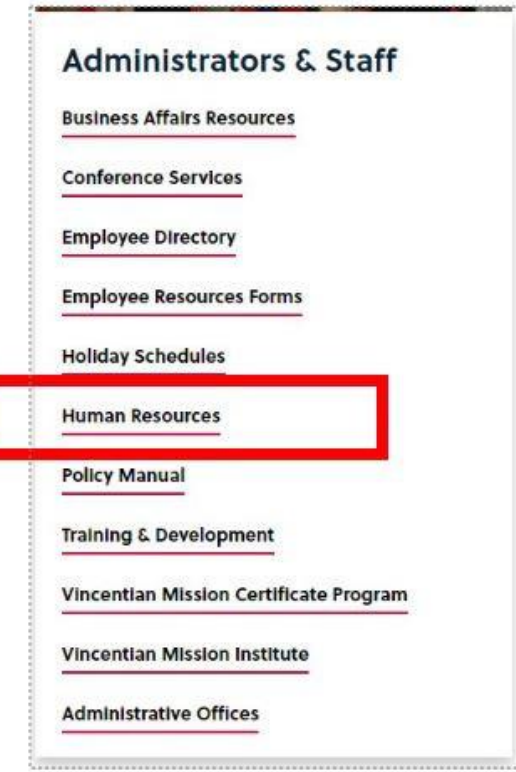 Administrators & Staff
Business Affairs Resources
Conference Services
Employee Directory
Employee Resources Forms
Holiday Schedules
Human Resources
Policy Manual
Training & Development
Vincentian Mission Certificate Program
Vincentian Mission Institute
Administrative Offices